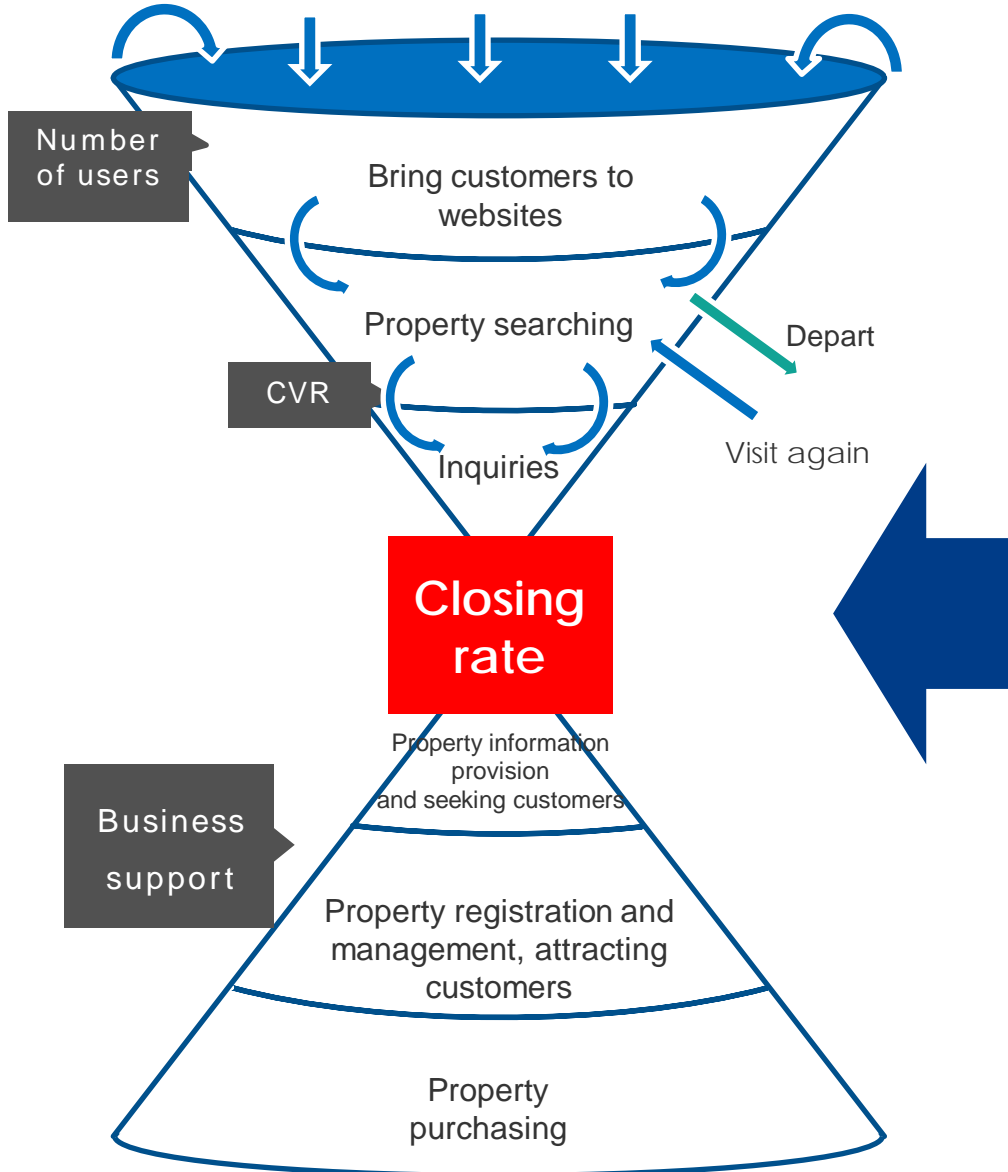 Number
of users
Bring customers to
websites
Property searching
Depart
CVR
Visit again
Inquiries
Closing
rate
Property information
provision
and seeking customers
Business
support
Property registration and
management, attracting
customers
Property
purchasing